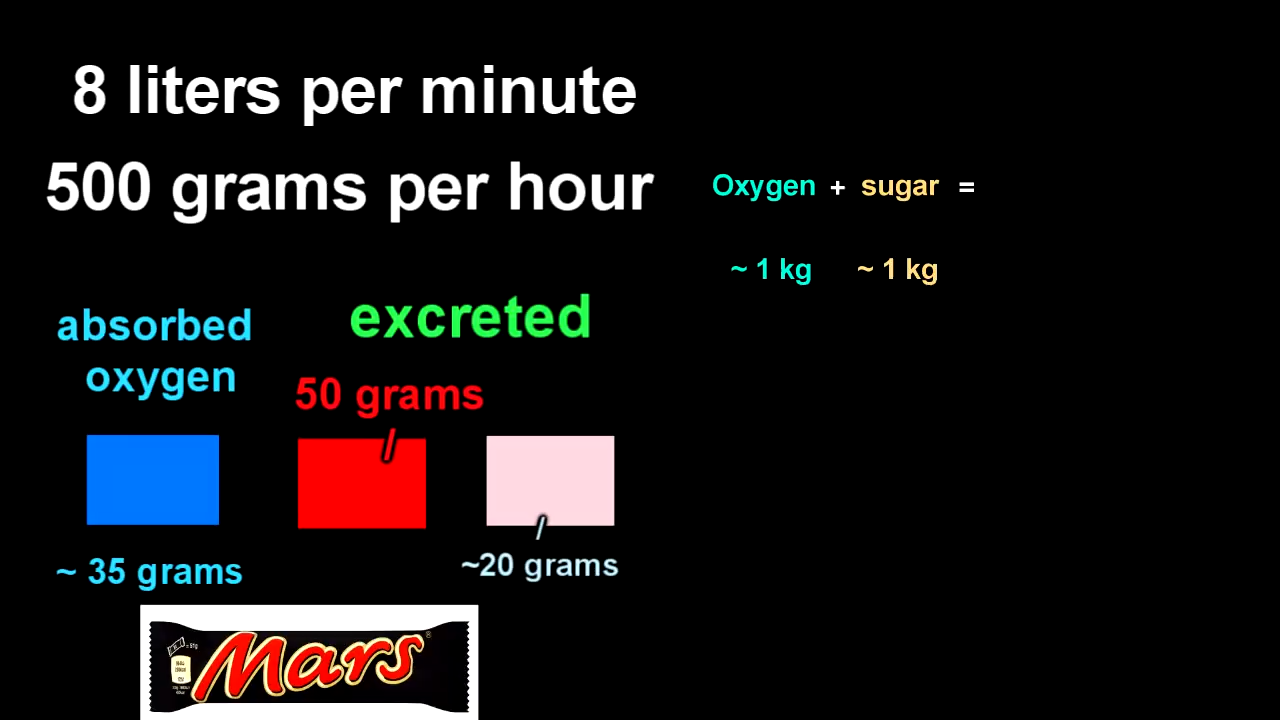 8 liters per minute
500 grams per hour
Oxygen + sugar =
~ 1 kg ~ 1 kg
absorbed
oxygen
excreted
50 grams
/
/
~ 35 grams
~20 grams
Mars